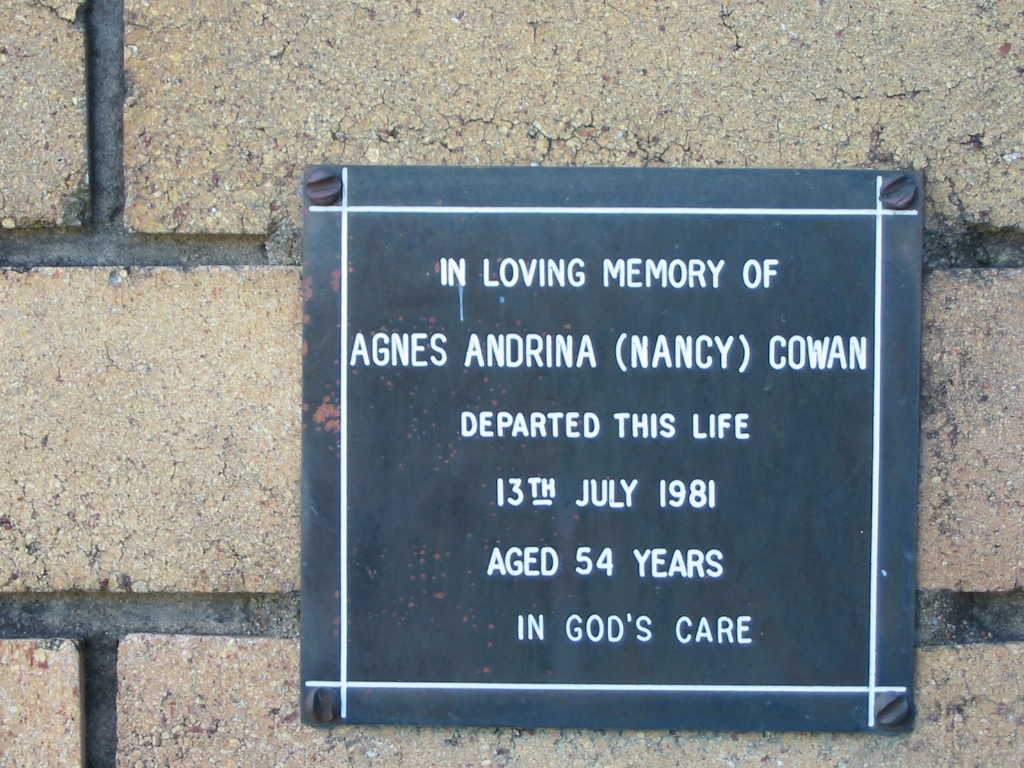 IN LOVING MEMORY OF
AGNES ANDRINA (NANCY) COWAN
DEPARTED THIS LIFE
13TH JULY 1981
AGED 54 YEARS
IN GOD'S CARE